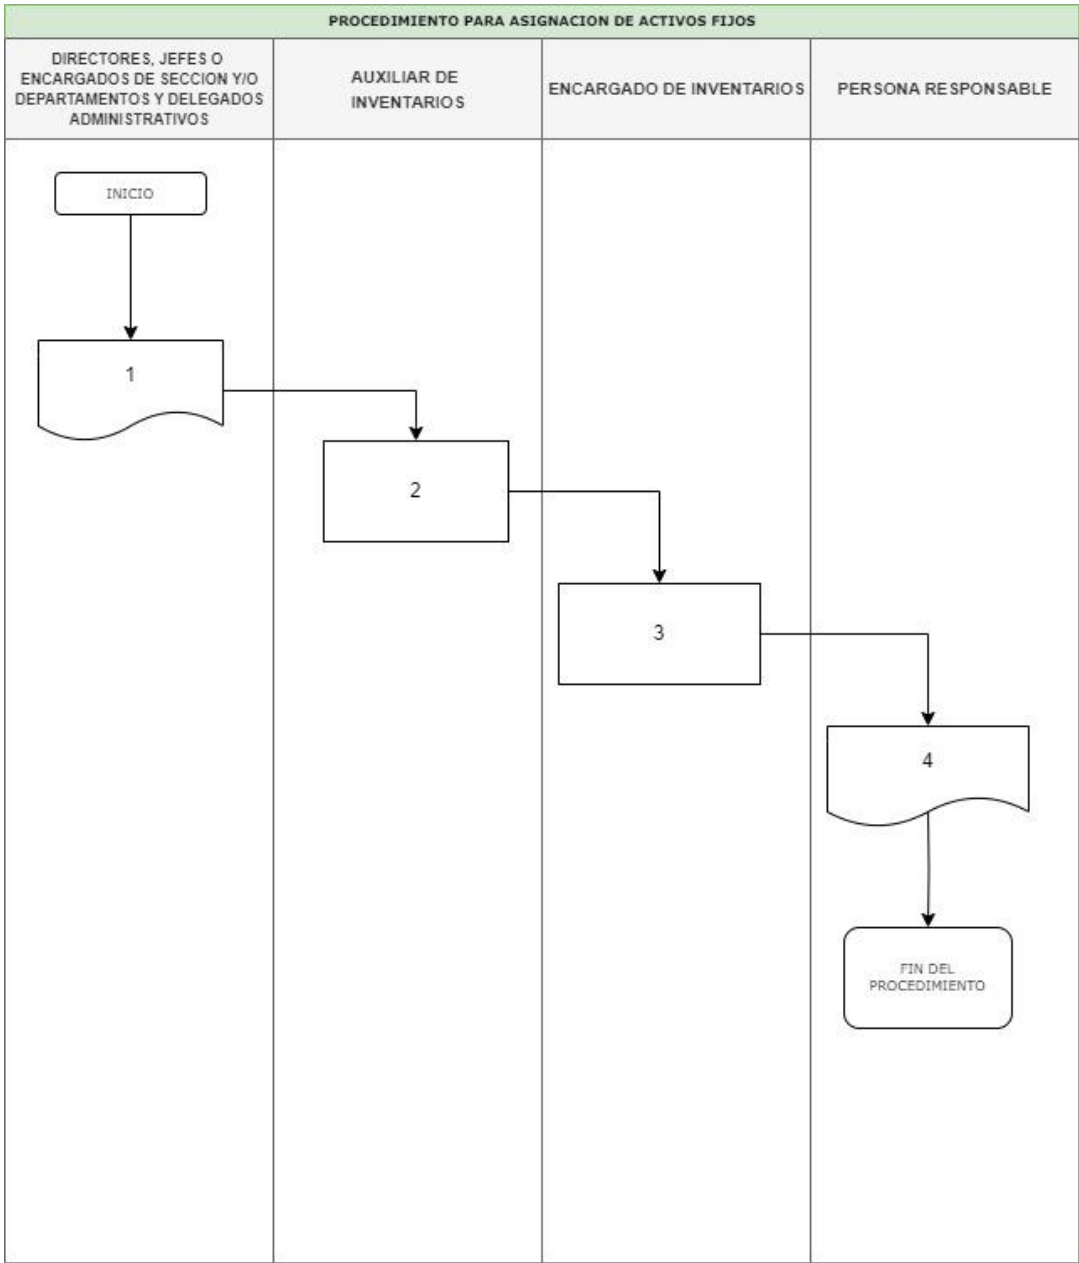 PROCEDIMIENTO PARA ASIGNACION DE ACTIVOS FIJOS
DIRECTORES, JEFES O
ENCARGADOS DE SECCION Y/O
DEPARTAMENTOS Y DELEGADOS
ADMINISTRATIVOS
AUXILIAR DE
INVENTARIOS
ENCARGADO DE INVENTARIOS
PERSONA RESPONSABLE
INICIO
1
2
3
4
FIN DEL
PROCEDIMIENTO